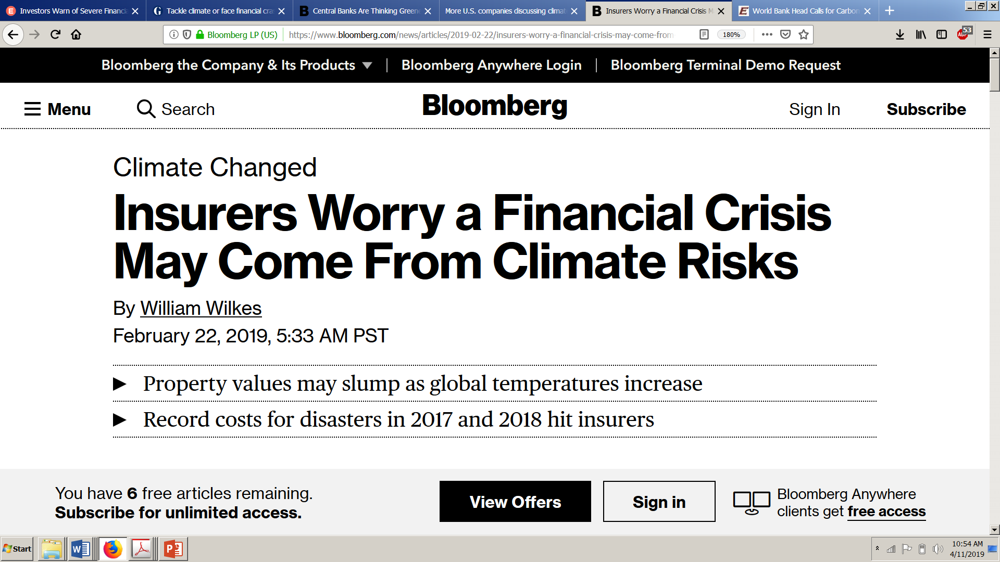 Investors Warn of Severe Financi
Tackle climate or face financial cra
Central Banks Are Thinking Green
More U.S. companies discussing climat
Insurers Worry a Financial Crisis M
World Bank Head Calls for Carbon
Bloomberg LP (US)
https://www.bloomberg.com/news/articles/2019-02-22/insurers-worry-a-financial-crisis-may-come-from
180%
ABP
53
Bloomberg the Company & Its Products
Bloomberg Anywhere Login
Bloomberg Terminal Demo Request
Menu
Search
Bloomberg
Sign In
Subscribe
Climate Changed
Insurers Worry a Financial Crisis
May Come From Climate Risks
By William Wilkes
February 22, 2019, 5:33 AM PST
Property values may slump as global temperatures increase
Record costs for disasters in 2017 and 2018 hit insurers
You have 6 free articles remaining.
Subscribe for unlimited access.
View Offers
Sign in
Bloomberg Anywhere
clients get free access
Start
10:54 AM
4/11/2019